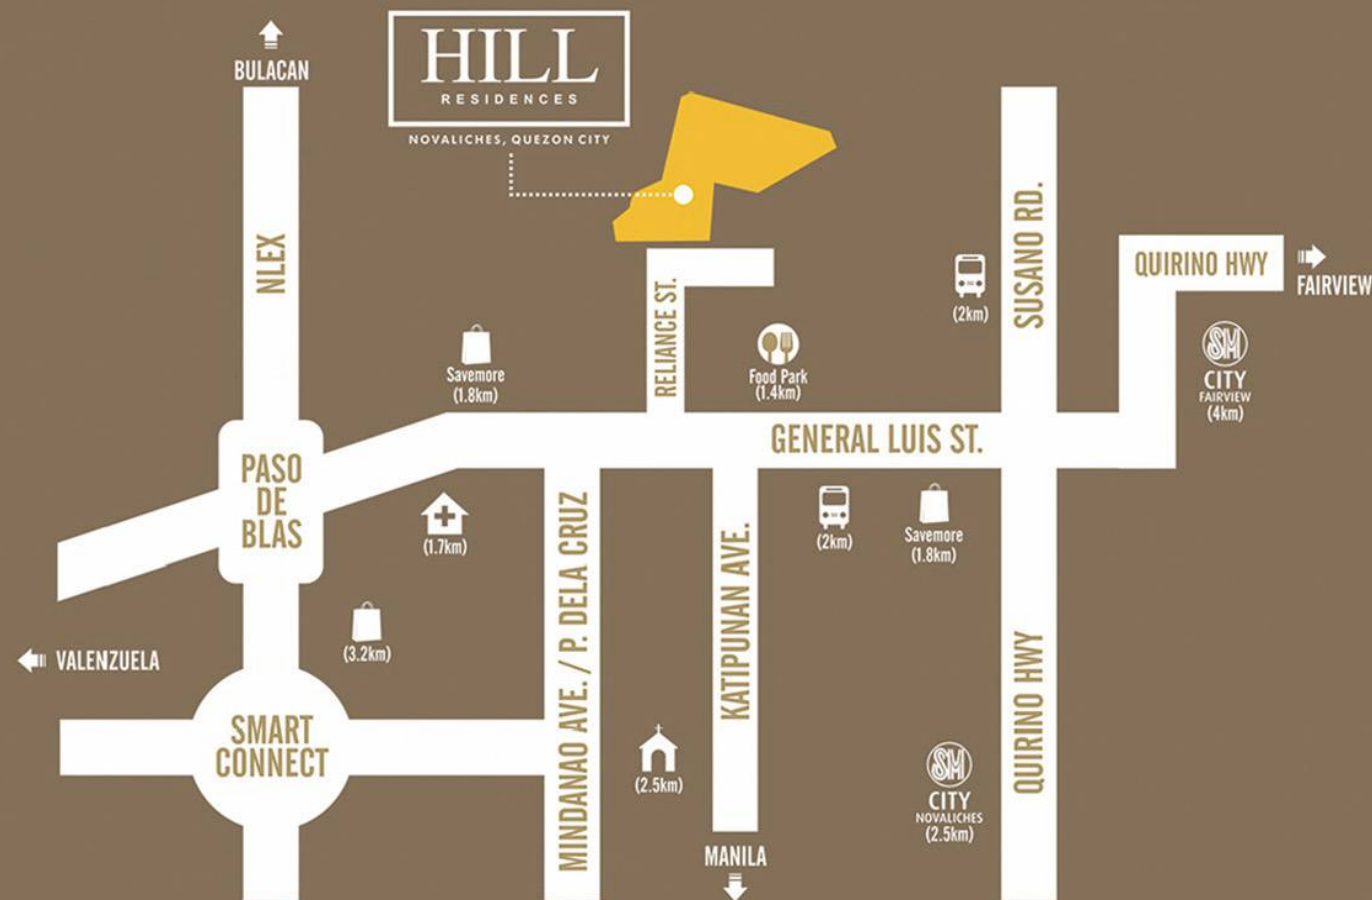 HILL
RESIDENCES
NOVALICHES, QUEZON CITY
BULACAN
NLEX
SUSANO RD.
QUIRINO HWY
FAIRVIEW
RELIANCE ST.
(2km)
Savemore
(1.8km)
Food Park
(1.4km)
SM
CITY
FAIRVIEW
(4km)
GENERAL LUIS ST.
PASO
DE
BLAS
(1.7km)
(2km)
Savemore
(1.8km)
MINDANAO AVE. / P. DELA CRUZ
KATIPUNAN AVE.
QUIRINO HWY
(3.2km)
VALENZUELA
SMART
CONNECT
(2.5km)
SM
CITY
NOVALICHES
(2.5km)
MANILA